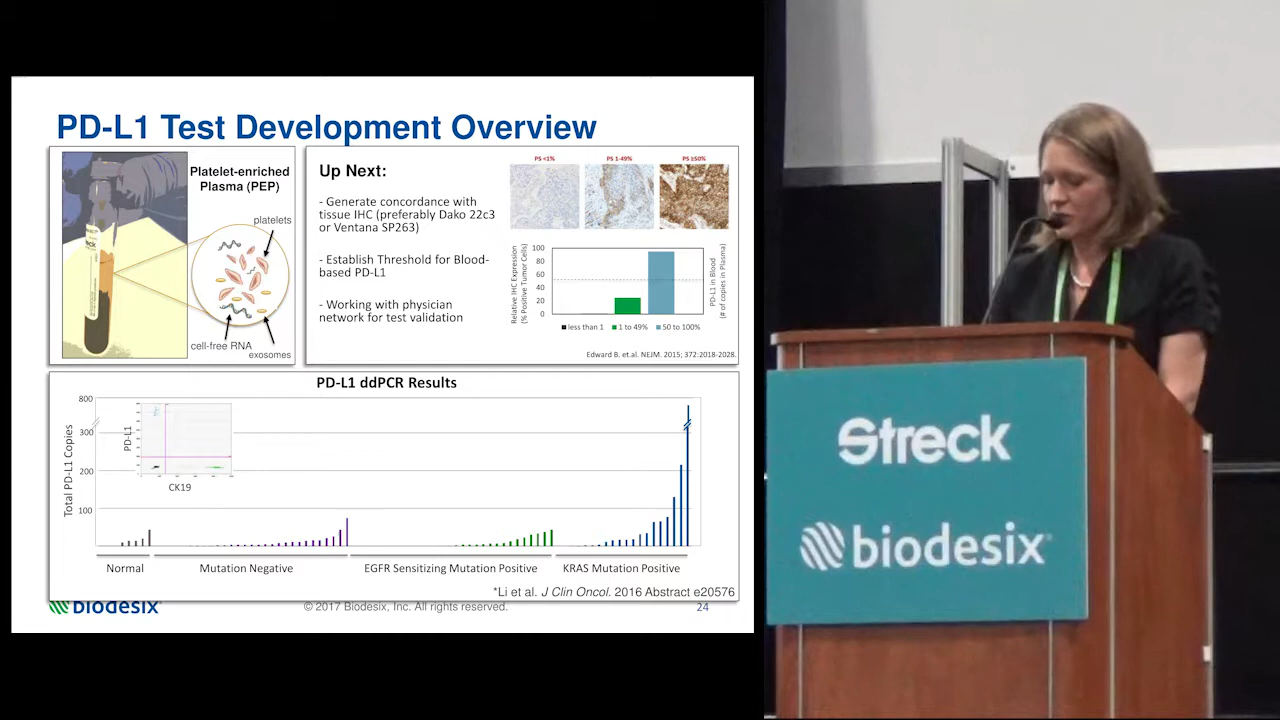 PD-L1 Test Development Overview
Platelet-enriched
Plasma (PEP)
platelets
cell-free RNA
exosomes
Up Next:
- Generate concordance with
tissue IHC (preferably Dako 22c3
or Ventana SP263)
- Establish Threshold for Blood-
based PD-L1
- Working with physician
network for test validation
PS <1%
PS 1-49%
PS ≥50%
Relative IHC Expression
(% Positive Tumor Cells)
100
80
60
40
20
0
PD-L1 in Blood
(# of copies in Plasma)
less than 1
1 to 49%
50 to 100%
Edward B. et.al. NEJM. 2015; 372:2018-2028.
PD-L1 ddPCR Results
Total PD-L1 Copies
800
300
200
100
PD-L1
CK19
Normal
Mutation Negative
EGFR Sensitizing Mutation Positive
KRAS Mutation Positive
*Li et al. J Clin Oncol. 2016 Abstract e20576
biodesix
© 2017 Biodesix, Inc. All rights reserved.
24
Streck
biodesix